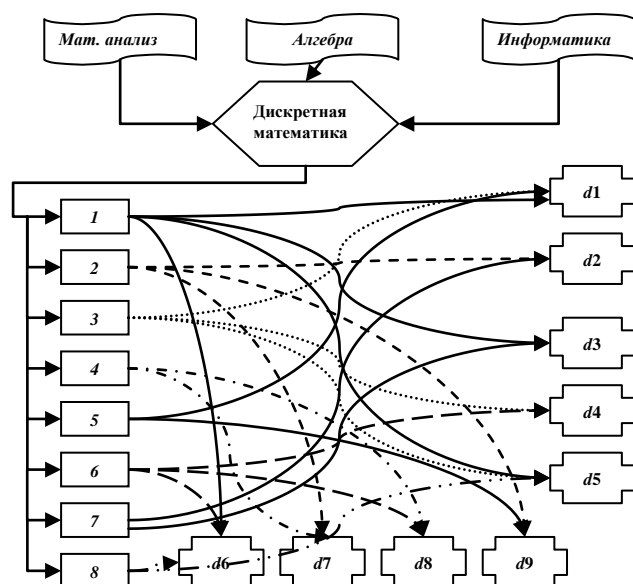 Мат. анализ
Алгебра
Информатика
Дискретная
математика
1
d1
2
d2
3
d3
4
d4
5
d5
6
7
8
d6
d7
d8
d9